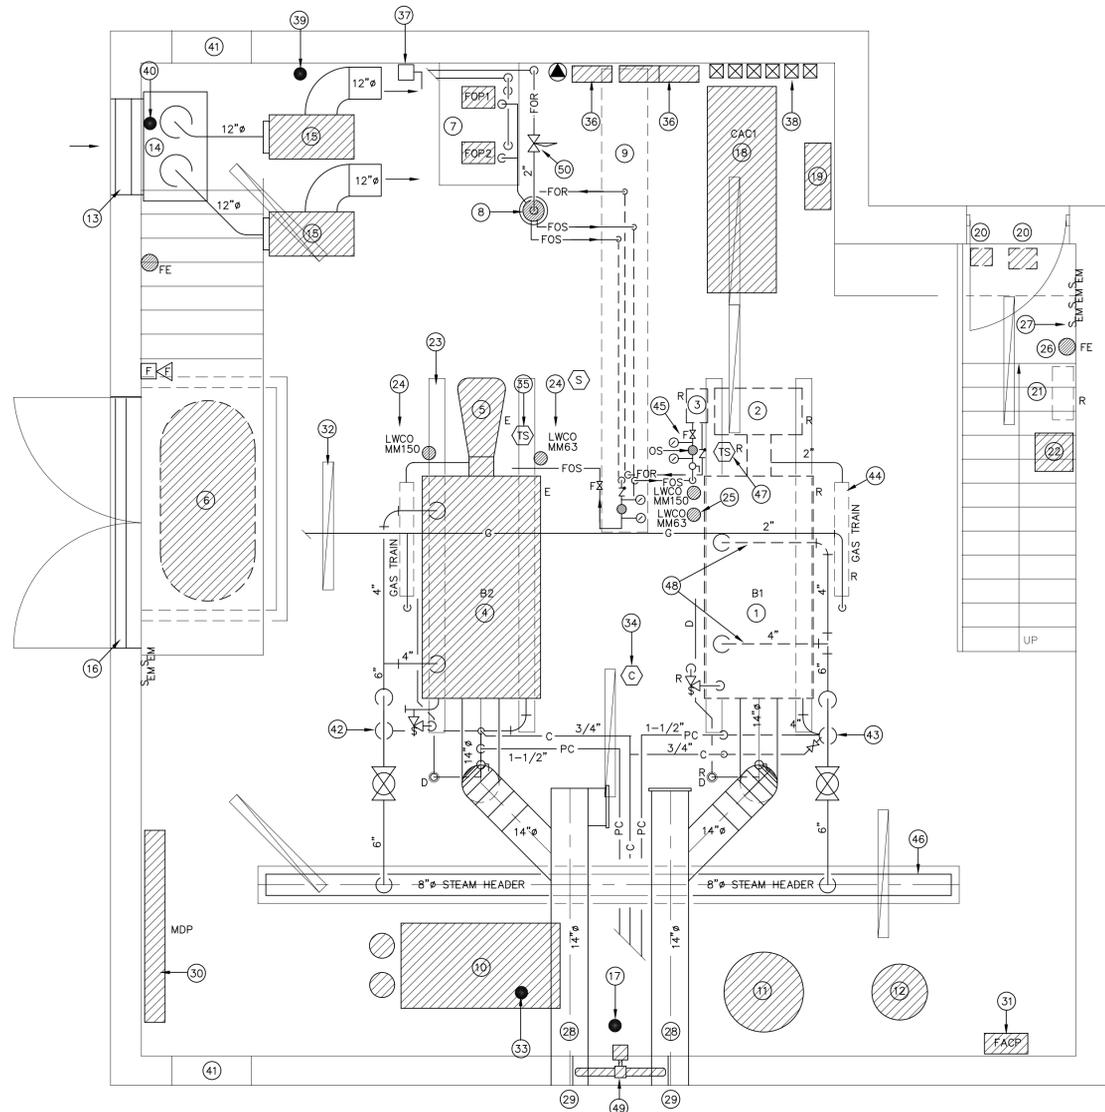 39
37
41
40
12"ø
FOP1
FOR
36
36
38
7
CAC1
12"ø
15
9
18
14
FOP2
50
2"
19
12"ø
13
12"ø
15
8
FOR
FOS
FOS
20
20
FE
S
EM EM EM
S
27
S
26
FE
F
F
23
24
35
24
S
45
R
3
2
R
21
R
5
E
TS
LWCO
MM150
LWCO
MM63
32
F
OS
Z
TS
R
2"
22
44
FOS
FOR
FOS
47
F
Z
E
LWCO
MM150
25
R
6
LWCO
MM63
GAS TRAIN
G
G
2"
GAS TRAIN
4"
48
R
B2
4
B1
1
4"
D
34
4"
UP
16
S
EM EM
S
4"
6"
C
R
S
6"
42
S
C
3/4"
1-1/2"
PC
14"ø
4"
43
14"ø
1-1/2"
PC
3/4"
C
D
R
D
14"ø
PC
C
PC
14"ø
6"
6"
46
8"ø STEAM HEADER
8"ø STEAM HEADER
MDP
14"ø
14"ø
30
10
17
11
12
33
28
28
31
FACP
41
29
49
29